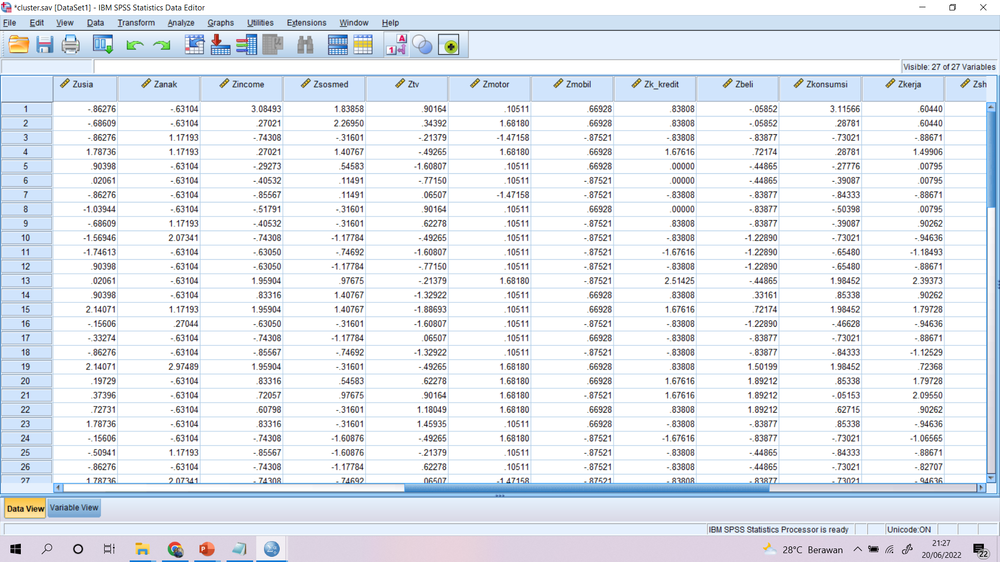 *cluster.sav [DataSet1] - IBM SPSS Statistics Data Editor
File Edit View Data Transform Analyze Graphs Utilities Extensions Window Help
Visible: 27 of 27 Variables
Zusia Zanak Zincome Zsosmed Ztv Zmotor Zmobil Zk_kredit Zbeli Zkonsumsi Zkerja Zsh
1 -.86276 -.63104 3.08493 1.83858 .90164 .10511 .66928 .83808 -.05852 3.11566 .60440
2 -.68609 -.63104 .27021 2.26950 .34392 1.68180 .66928 .83808 -.05852 .28781 .60440
3 -.86276 1.17193 -.74308 -.31601 -.21379 -1.47158 -.87521 -.83808 -.83877 -.73021 -.88671
4 1.78736 1.17193 .27021 1.40767 -.49265 1.68180 .66928 1.67616 .72174 .28781 1.49906
5 .90398 -.63104 -.29273 .54583 -1.60807 .10511 .66928 .00000 -.44865 -.27776 .00795
6 .02061 -.63104 -.40532 .11491 -.77150 .10511 -.87521 .00000 -.44865 -.39087 .00795
7 -.86276 -.63104 -.85567 .11491 .06507 -1.47158 -.87521 -.83808 -.83877 -.84333 -.88671
8 -1.03944 -.63104 -.51791 -.31601 .90164 .10511 .66928 .00000 -.83877 -.50398 .00795
9 -.68609 1.17193 -.40532 -.31601 .62278 .10511 -.87521 .83808 -.83877 -.39087 .90262
10 -1.56946 2.07341 -.74308 -1.17784 -.49265 .10511 -.87521 -.83808 -1.22890 -.73021 -.94636
11 -1.74613 -.63104 -.63050 -.74692 -1.60807 .10511 -.87521 -1.67616 -1.22890 -.65480 -1.18493
12 .90398 -.63104 -.63050 -1.17784 -.77150 .10511 -.87521 -.83808 -1.22890 -.65480 -.88671
13 .02061 -.63104 1.95904 .97675 -.21379 1.68180 -.87521 2.51425 -.44865 1.98452 2.39373
14 .90398 -.63104 .83316 1.40767 -1.32922 .10511 .66928 .83808 .33161 .85338 .90262
15 2.14071 1.17193 1.95904 1.40767 -1.88693 .10511 .66928 1.67616 .72174 1.98452 1.79728
16 -.15606 .27044 -.63050 -.31601 -1.60807 .10511 -.87521 -.83808 -1.22890 -.46628 -.94636
17 -.33274 -.63104 -.74308 -1.17784 .06507 .10511 .66928 -.83808 -.83877 -.73021 -.88671
18 -.86276 -.63104 -.85567 -.74692 -1.32922 .10511 -.87521 -.83808 -.83877 -.84333 -1.12529
19 2.14071 2.97489 1.95904 -.31601 -.49265 1.68180 .66928 .83808 1.50199 1.98452 .72368
20 .19729 -.63104 .83316 .54583 .62278 1.68180 .66928 1.67616 1.89212 .85338 1.79728
21 .37396 -.63104 .72057 .97675 .90164 1.68180 -.87521 1.67616 1.89212 -.05153 2.09550
22 .72731 -.63104 .60798 -.31601 1.18049 1.68180 .66928 .83808 1.89212 .62715 .90262
23 1.78736 -.63104 .83316 -.31601 1.45935 .10511 .66928 -.83808 -.83877 .85338 -.94636
24 -.15606 -.63104 -.74308 -1.60876 -.49265 1.68180 -.87521 -1.67616 -.83877 -.73021 -1.06565
25 -.50941 1.17193 -.85567 -1.60876 -.21379 .10511 -.87521 -.83808 -.44865 -.84333 -.88671
26 -.86276 -.63104 -.74308 -1.17784 .62278 .10511 -.87521 -.83808 -.44865 -.73021 -.82707
27 1.78736 2.07341 -.74308 -.74692 .06507 -1.47158 -.87521 -.83808 -.83877 -.73021 -.94636
Data View Variable View
IBM SPSS Statistics Processor is ready Unicode:ON
28°C Berawan
21:27
20/06/2022
22